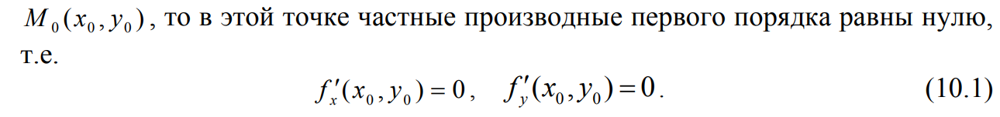 M₀(x₀, y₀), то в этой точке частные производные первого порядка равны нулю,
т.е.
f′ₓ(x₀, y₀) = 0, f′ᵧ(x₀, y₀) = 0. (10.1)